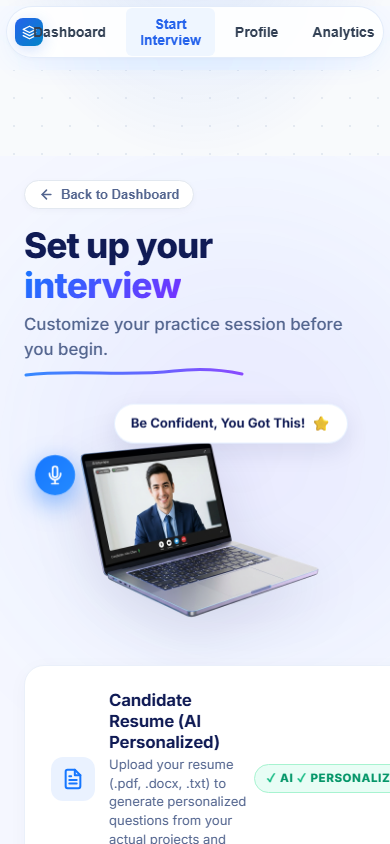 Dashboard
Start
Interview
Profile
Analytics
Back to Dashboard
Set up your
interview
Customize your practice session before
you begin.
Be Confident, You Got This!
Candidate
Resume (AI
Personalized)
Upload your resume
(.pdf, .docx, .txt) to
generate personalized
questions from your
actual projects and
✓ AI ✓ PERSONALIZ